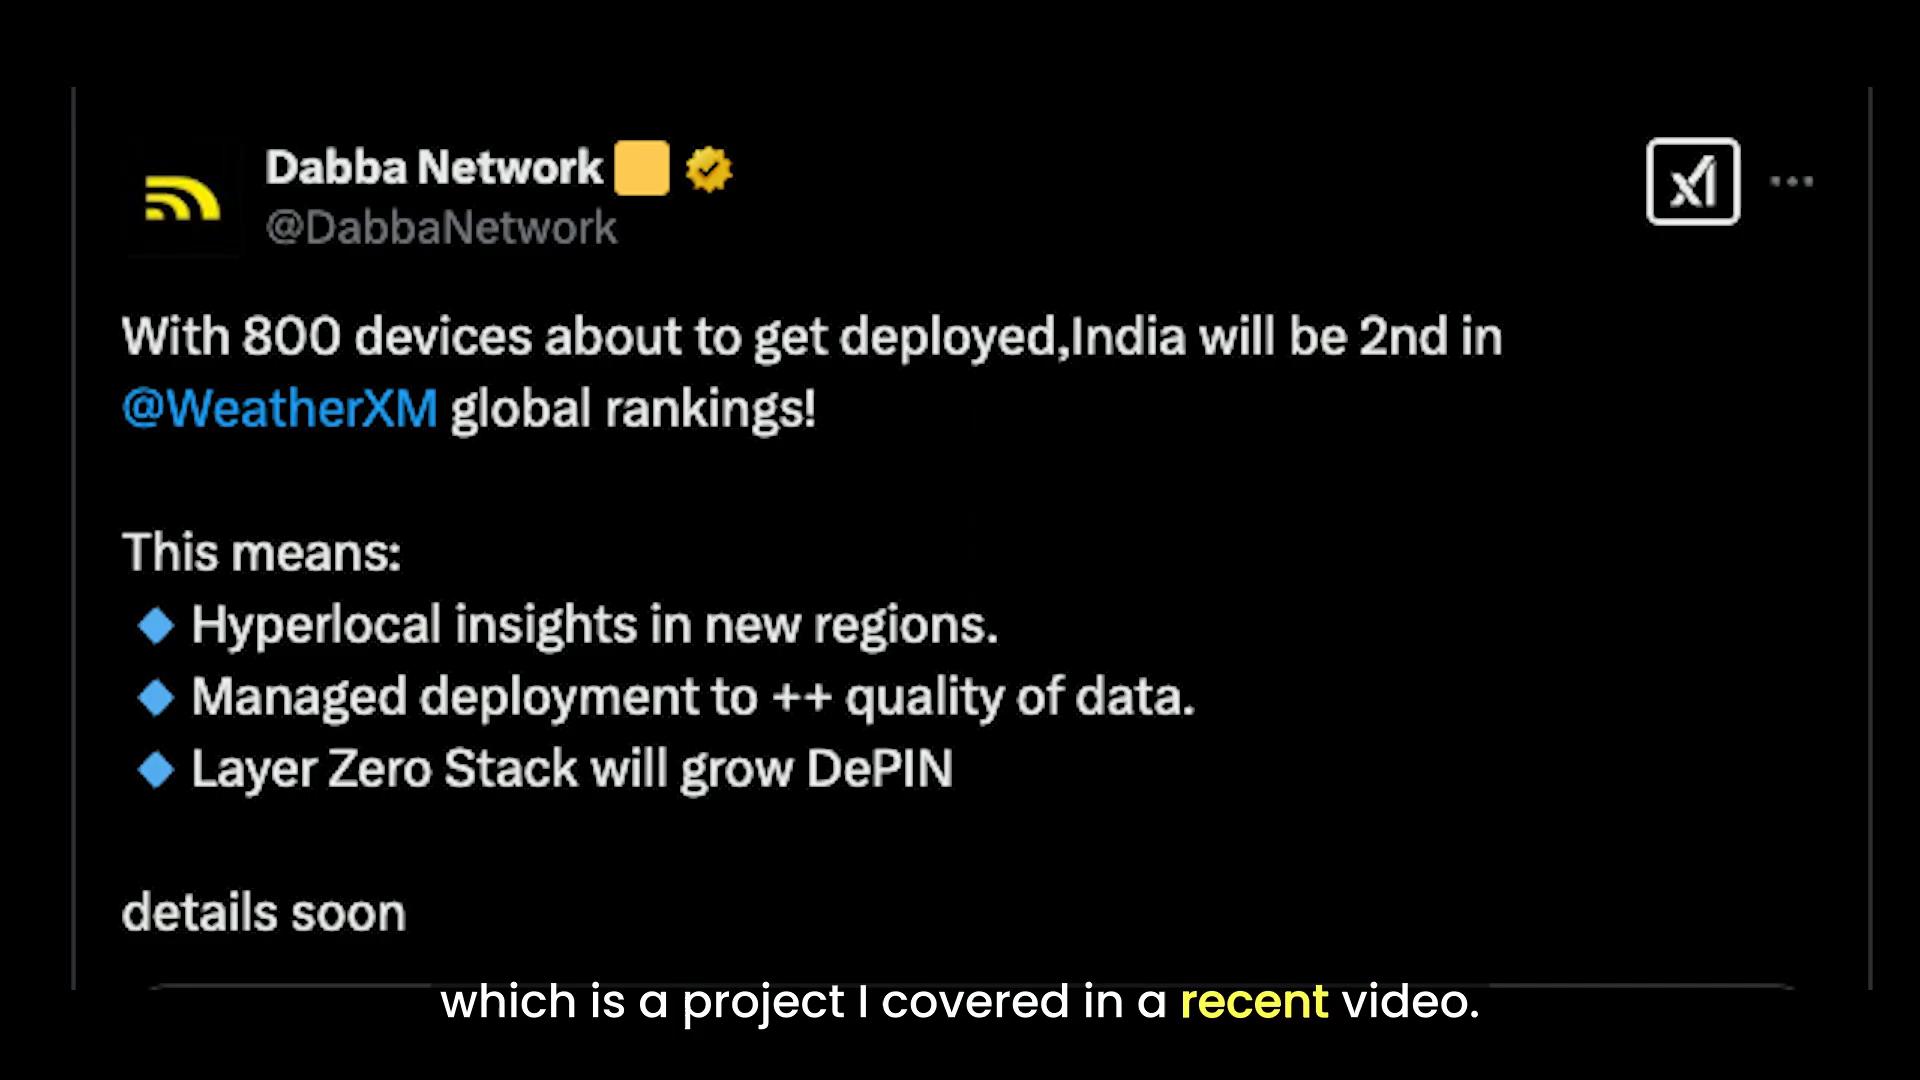 Dabba Network
@DabbaNetwork
With 800 devices about to get deployed,India will be 2nd in
@WeatherXM global rankings!
This means:
Hyperlocal insights in new regions.
Managed deployment to ++ quality of data.
Layer Zero Stack will grow DePIN
details soon
which is a project I covered in a recent video.